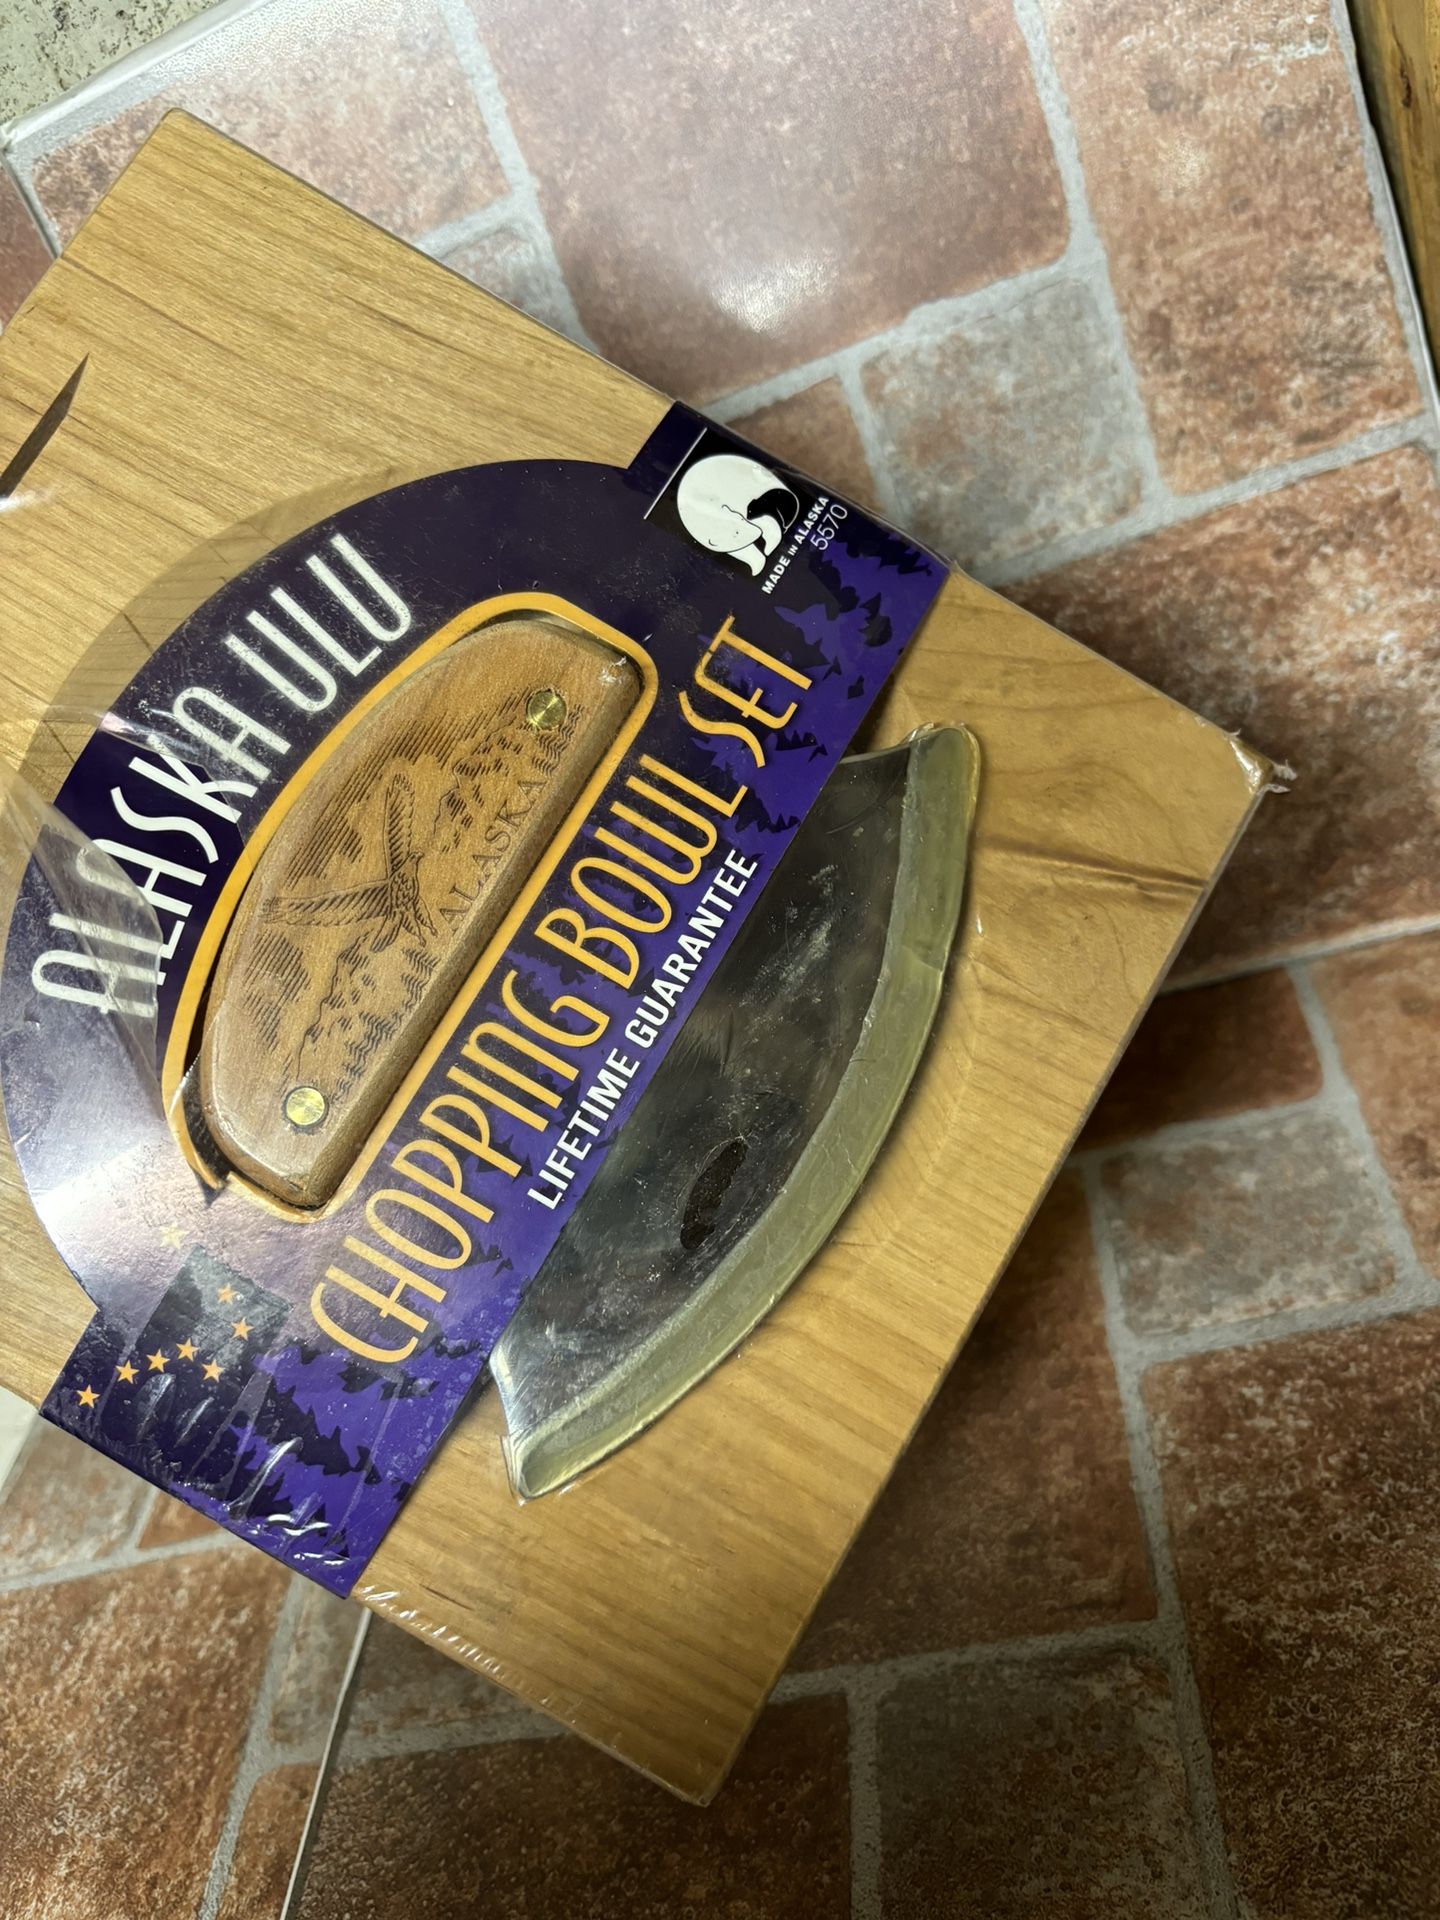 ALASKA ULU
MADE IN ALASKA
5570
ALASKA
CHOPPING BOWL SET
LIFETIME GUARANTEE